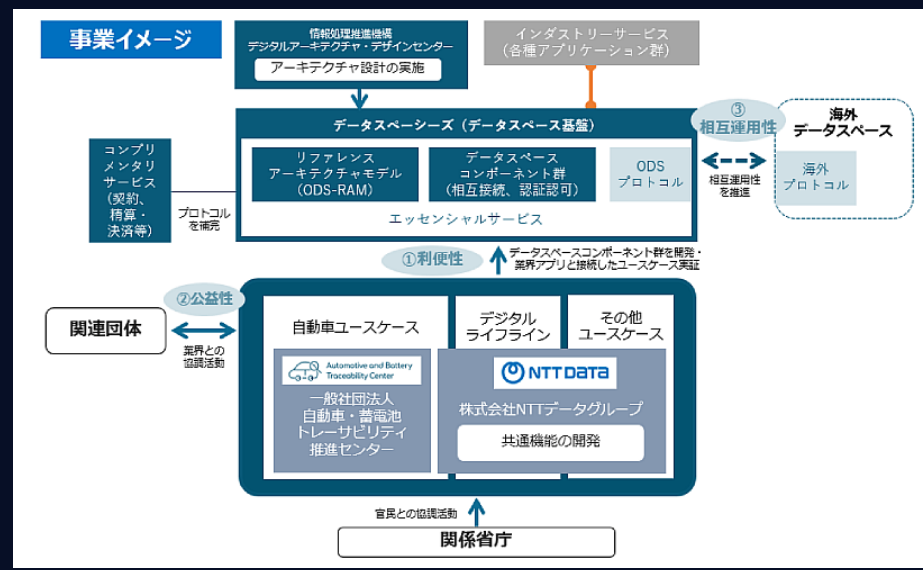 事業イメージ
情報処理推進機構
デジタルアーキテクチャ・デザインセンター
アーキテクチャ設計の実施
インダストリーサービス
(各種アプリケーション群)
データスペーシーズ(データスペース基盤)
リファレンス
アーキテクチャモデル
(ODS-RAM)
データスペース
コンポーネント群
(相互接続、認証認可)
ODS
プロトコル
エッセンシャルサービス
コンプリ
メンタリ
サービス
(契約、
精算・
決済等)
プロトコル
を補完
③
相互運用性
相互運用性
を推進
海外
データスペース
海外
プロトコル
①利便性
データスペースコンポーネント群を開発・
業界アプリと接続したユースケース実証
②公益性
関連団体
業界との
協調活動
自動車ユースケース
Automotive and Battery
Traceability Center
一般社団法人
自動車・蓄電池
トレーサビリティ
推進センター
デジタル
ライフライン
その他
ユースケース
NTT DATA
株式会社NTTデータグループ
共通機能の開発
官民との協調活動
関係省庁